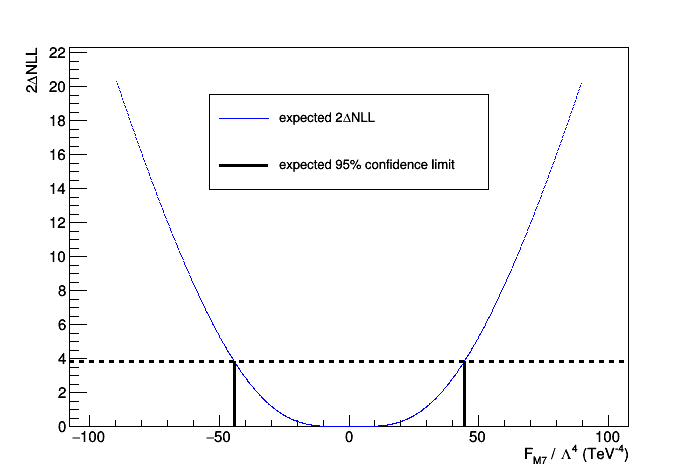 2ΔNLL
22
20
18
16
14
12
10
8
6
4
2
0
expected 2ΔNLL
expected 95% confidence limit
−100 −50 0 50 100
F_M7 / Λ^4 (TeV^-4)